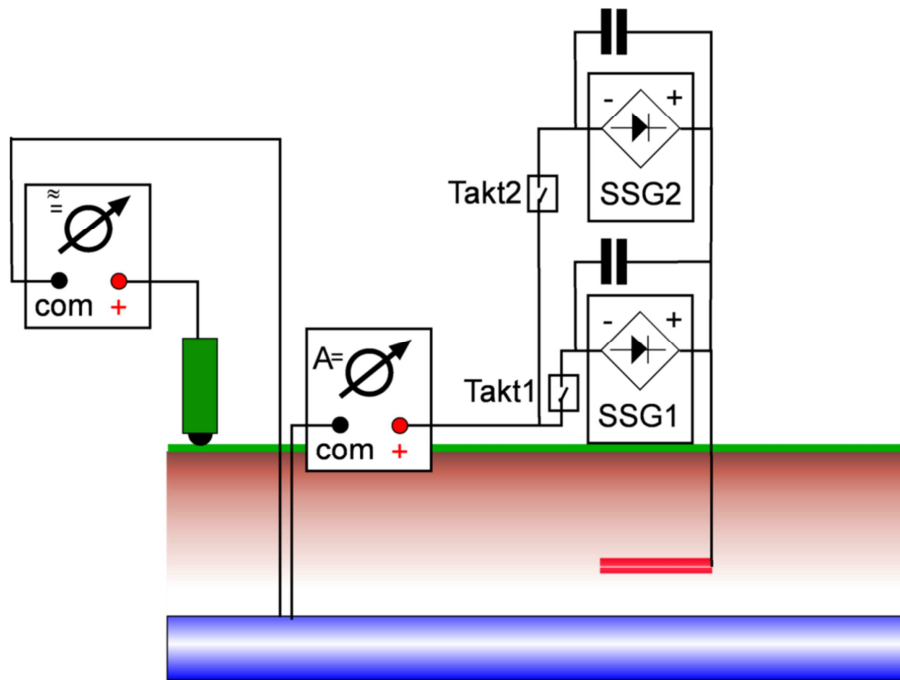 - +
Takt2
SSG2
≈
=
com +
- +
A=
Takt1
SSG1
com +